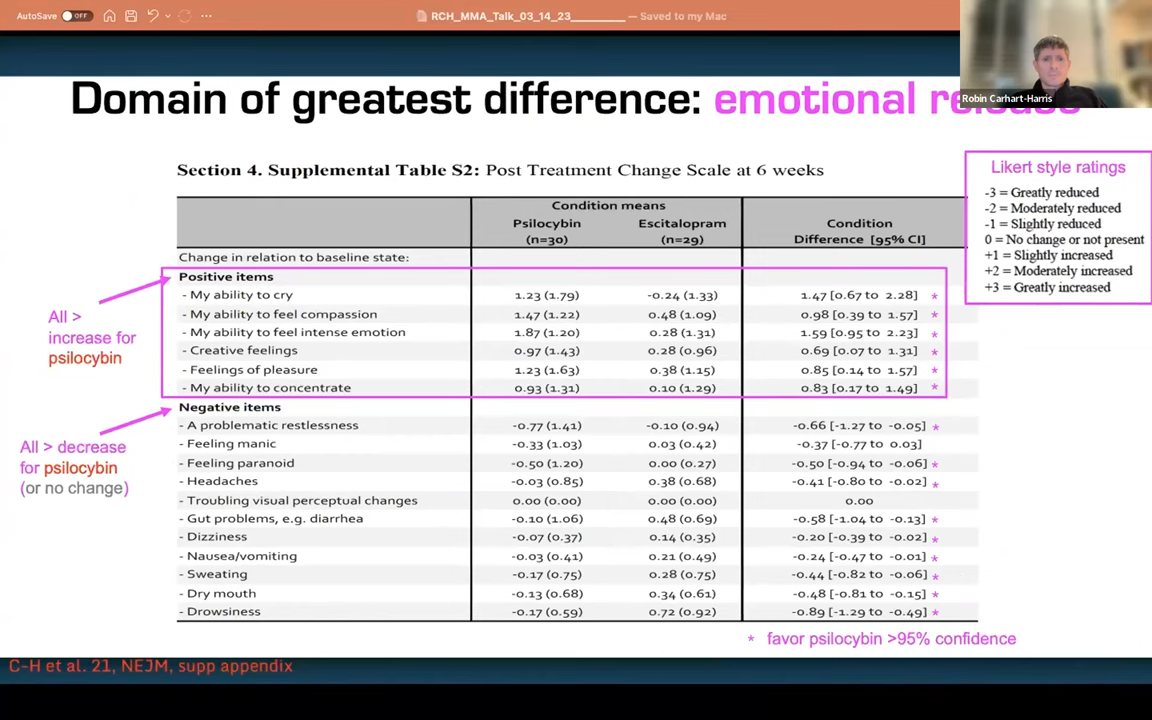 AutoSave OFF
RCH_MMA_Talk_03_14_23________ — Saved to my Mac
Robin Carhart-Harris
Domain of greatest difference: emotional
Section 4. Supplemental Table S2: Post Treatment Change Scale at 6 weeks
Condition means
Psilocybin (n=30) Escitalopram (n=29) Condition Difference [95% CI]
Change in relation to baseline state:
Positive items
- My ability to cry 1.23 (1.79) -0.24 (1.33) 1.47 [0.67 to 2.28] *
- My ability to feel compassion 1.47 (1.22) 0.48 (1.09) 0.98 [0.39 to 1.57] *
- My ability to feel intense emotion 1.87 (1.20) 0.28 (1.31) 1.59 [0.95 to 2.23] *
- Creative feelings 0.97 (1.43) 0.28 (0.96) 0.69 [0.07 to 1.31] *
- Feelings of pleasure 1.23 (1.63) 0.38 (1.15) 0.85 [0.14 to 1.57] *
- My ability to concentrate 0.93 (1.31) 0.10 (1.29) 0.83 [0.17 to 1.49] *
Negative items
- A problematic restlessness -0.77 (1.41) -0.10 (0.94) -0.66 [-1.27 to -0.05] *
- Feeling manic -0.33 (1.03) 0.03 (0.42) -0.37 [-0.77 to 0.03]
- Feeling paranoid -0.50 (1.20) 0.00 (0.27) -0.50 [-0.94 to -0.06] *
- Headaches -0.03 (0.85) 0.38 (0.68) -0.41 [-0.80 to -0.02] *
- Troubling visual perceptual changes 0.00 (0.00) 0.00 (0.00) 0.00
- Gut problems, e.g. diarrhea -0.10 (1.06) 0.48 (0.69) -0.58 [-1.04 to -0.13] *
- Dizziness -0.07 (0.37) 0.14 (0.35) -0.20 [-0.39 to -0.02] *
- Nausea/vomiting -0.03 (0.41) 0.21 (0.49) -0.24 [-0.47 to -0.01] *
- Sweating -0.17 (0.75) 0.28 (0.75) -0.44 [-0.82 to -0.06] *
- Dry mouth -0.13 (0.68) 0.34 (0.61) -0.48 [-0.81 to -0.15] *
- Drowsiness -0.17 (0.59) 0.72 (0.92) -0.89 [-1.29 to -0.49] *
All >
increase for
psilocybin
All > decrease
for psilocybin
(or no change)
Likert style ratings
-3 = Greatly reduced
-2 = Moderately reduced
-1 = Slightly reduced
0 = No change or not present
+1 = Slightly increased
+2 = Moderately increased
+3 = Greatly increased
* favor psilocybin >95% confidence
C-H et al. 21, NEJM, supp appendix